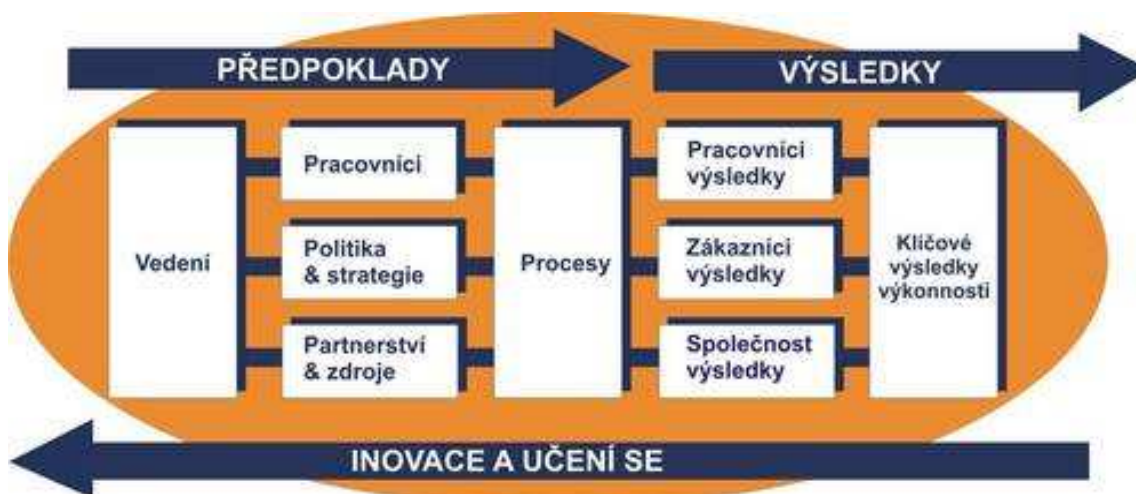 PŘEDPOKLADY
VÝSLEDKY
Vedení
Pracovníci
Politika
& strategie
Partnerství
& zdroje
Procesy
Pracovníci
výsledky
Zákazníci
výsledky
Společnost
výsledky
Klíčové
výsledky
výkonnosti
INOVACE A UČENÍ SE